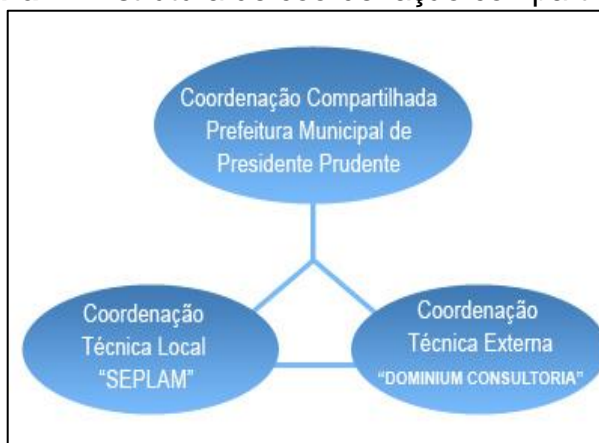 Coordenação Compartilhada
Prefeitura Municipal de
Presidente Prudente
Coordenação
Técnica Local
“SEPLAM”
Coordenação
Técnica Externa
“DOMINIUM CONSULTORIA”